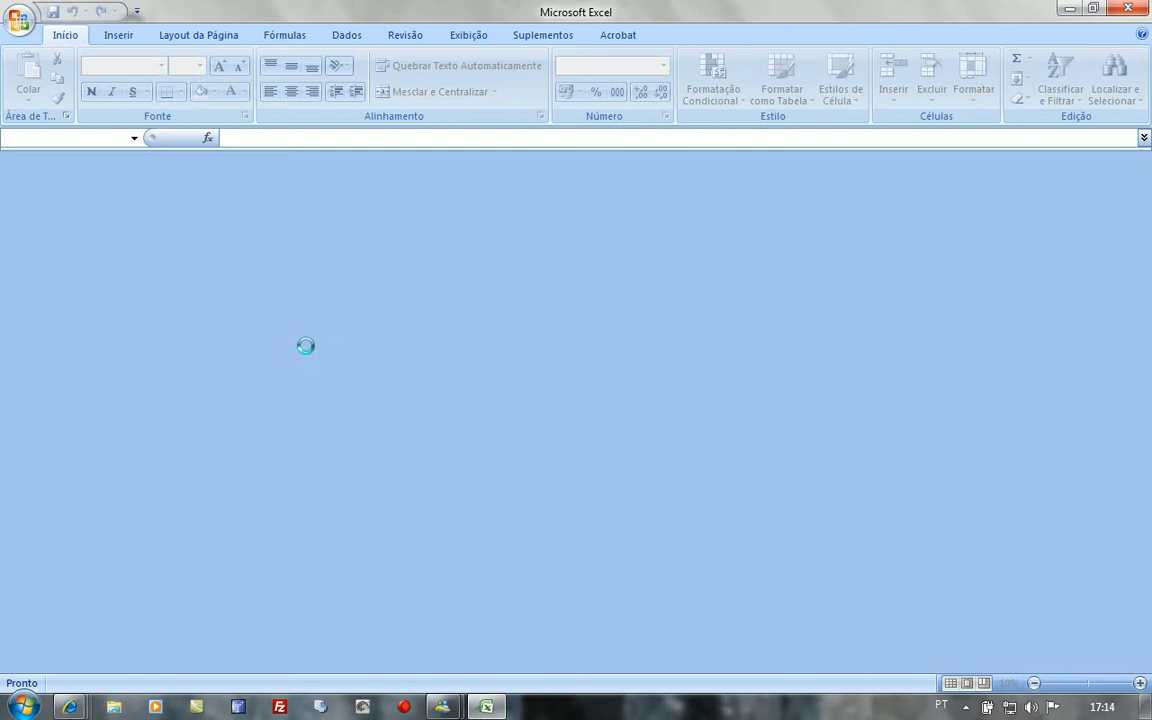 Microsoft Excel
Início Inserir Layout da Página Fórmulas Dados Revisão Exibição Suplementos Acrobat
Colar
N I S
Quebrar Texto Automaticamente
Mesclar e Centralizar
% 000
Formatação Condicional
Formatar como Tabela
Estilos de Célula
Inserir Excluir Formatar
Σ
Classificar e Filtrar
Localizar e Selecionar
Área de T... Fonte Alinhamento Número Estilo Células Edição
fx
Pronto
10%
PT
17:14